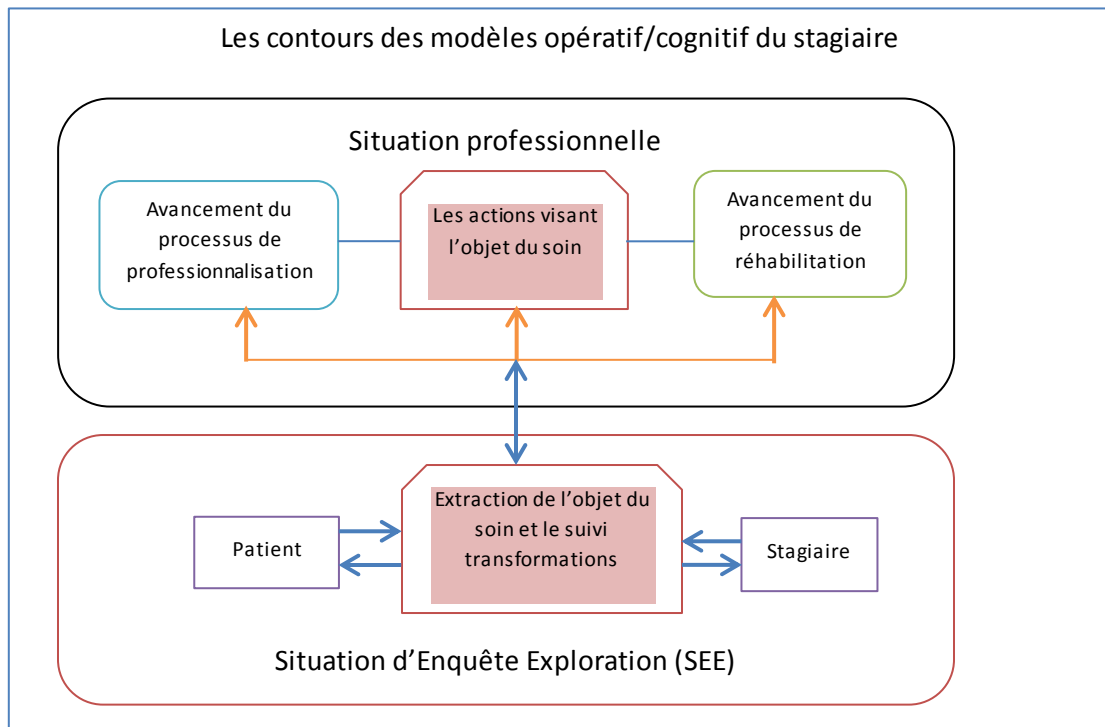 Les contours des modèles opératif/cognitif du stagiaire
Situation professionnelle
Avancement du
processus de
professionnalisation
Les actions visant
l'objet du soin
Avancement du
processus de
réhabilitation
Patient
Extraction de l'objet du
soin et le suivi
transformations
Stagiaire
Situation d'Enquête Exploration (SEE)